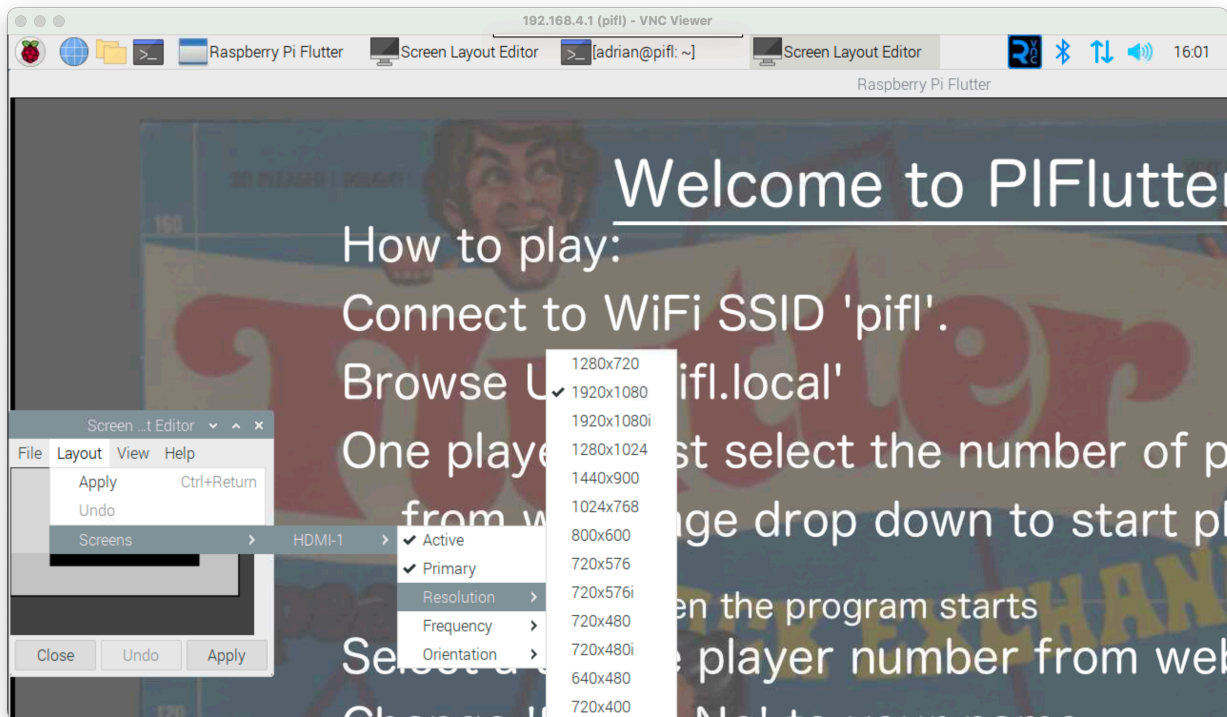 192.168.4.1 (pifl) - VNC Viewer
Raspberry Pi Flutter
Screen Layout Editor
[adrian@pifl: ~]
Screen Layout Editor
16:01
Raspberry Pi Flutter
Welcome to PIFlutter
How to play:
Connect to WiFi SSID 'pifl'.
Browse U
ifl.local'
One playe
st select the number of p
from w
ge drop down to start pl
en the program starts
player number from web
160
120
Screen ...t Editor
File Layout View Help
Apply Ctrl+Return
Undo
Screens
HDMI-1
Active
Primary
Resolution
Frequency
Orientation
1280x720
1920x1080
1920x1080i
1280x1024
1440x900
1024x768
800x600
720x576
720x576i
720x480
720x480i
640x480
720x400
Close Undo Apply